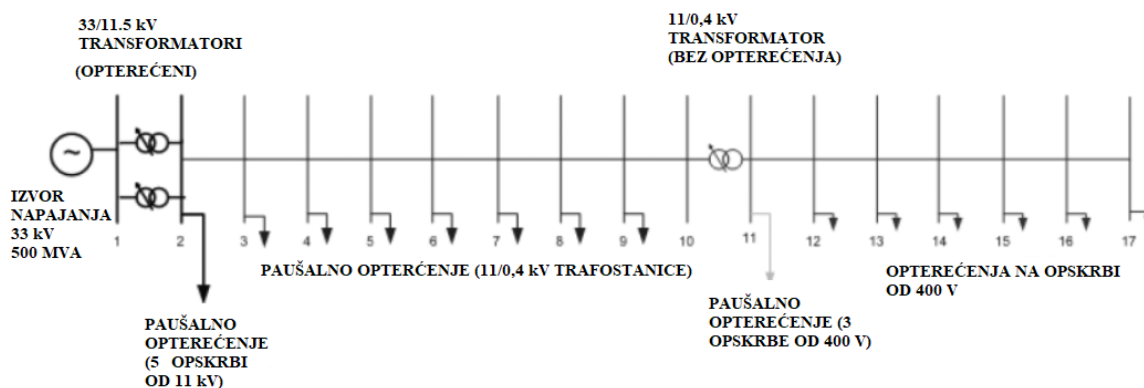 33/11.5 kV
TRANSFORMATORI
(OPTEREĆENI)
11/0,4 kV
TRANSFORMATOR
(BEZ OPTEREĆENJA)
~
IZVOR
NAPAJANJA
33 kV
500 MVA
1 2 3 4 5 6 7 8 9 10 11 12 13 14 15 16 17
PAUŠALNO OPTERĆENJE (11/0,4 kV TRAFOSTANICE)
OPTEREĆENJA NA OPSKRBI
OD 400 V
PAUŠALNO
OPTEREĆENJE
(5 OPSKRBI
OD 11 kV)
PAUŠALNO
OPTEREĆENJE (3
OPSKRBE OD 400 V)